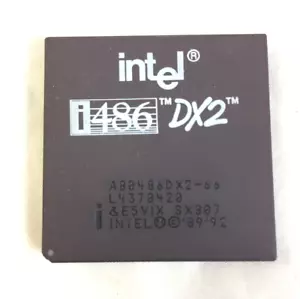 intel®
i486™ DX2™
A80486DX2-66
L4370420
&E5VIX SX807
INTEL Ⓜ © '89 '92